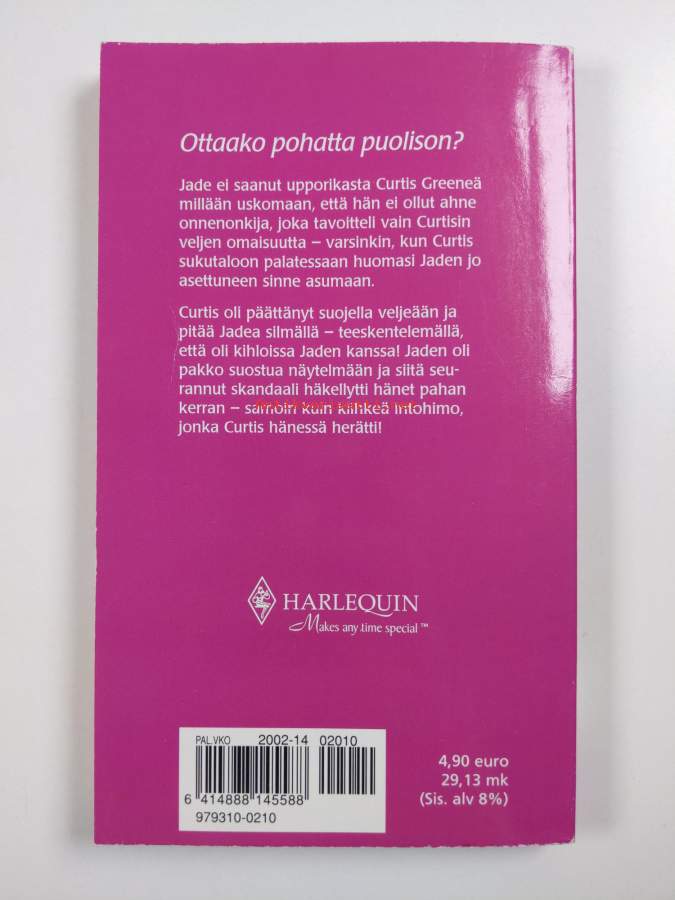 Ottaako pohatta puolison?
Jade ei saanut upporikasta Curtis Greeneä
millään uskomaan, että hän ei ollut ahne
onnenonkija, joka tavoitteli vain Curtisin
veljen omaisuutta – varsinkin, kun Curtis
sukutaloon palatessaan huomasi Jaden jo
asettuneen sinne asumaan.
Curtis oli päättänyt suojella veljeään ja
pitää Jadea silmällä – teeskentelemällä,
että oli kihloissa Jaden kanssa! Jaden oli
pakko suostua näytelmään ja siitä seu-
rannut skandaali häkellytti hänet pahan
kerran – samoin kuin kiihkeä intohimo,
jonka Curtis hänessä herätti!
HARLEQUIN
Makes any time special™
PAL.VKO 2002-14 02010
6 414888 145588
979310-0210
4,90 euro
29,13 mk
(Sis. alv 8%)